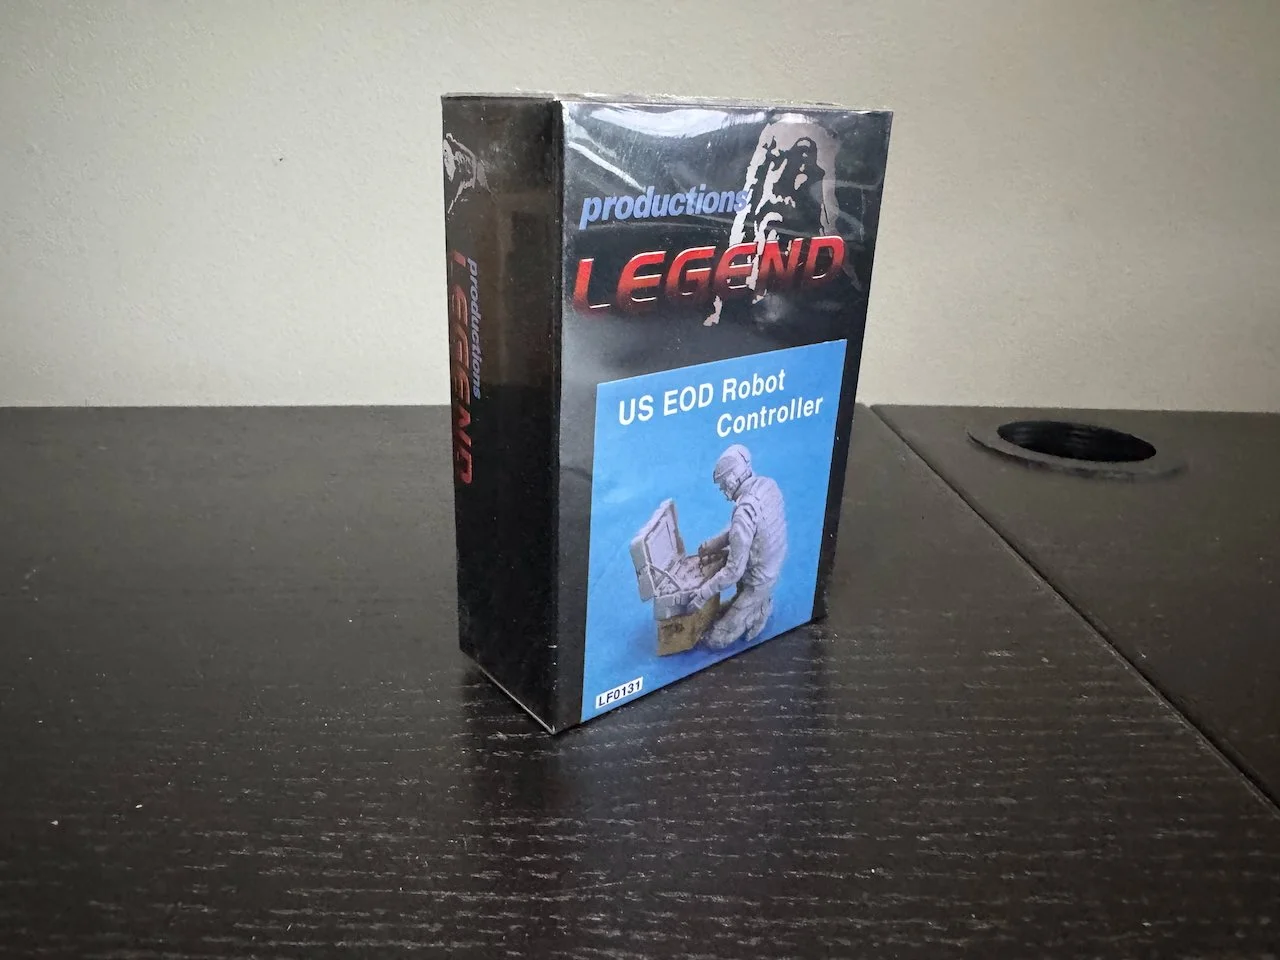 productions
LEGEND
US EOD Robot
Controller
LF0131
productions
LEGEND